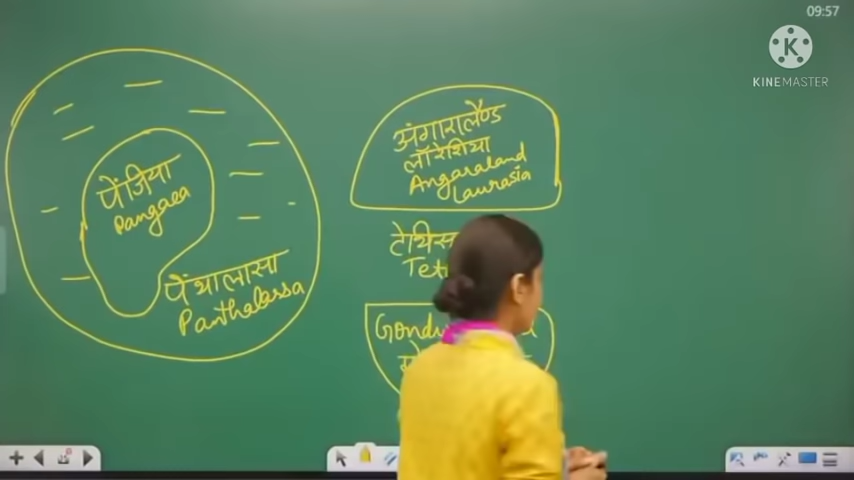 09:57
K
KINEMASTER
पेंजिया
Pangaea
पेंथालासा
Panthalassa
अंगारालैण्ड
लॉरेशिया
Angaraland
Laurasia